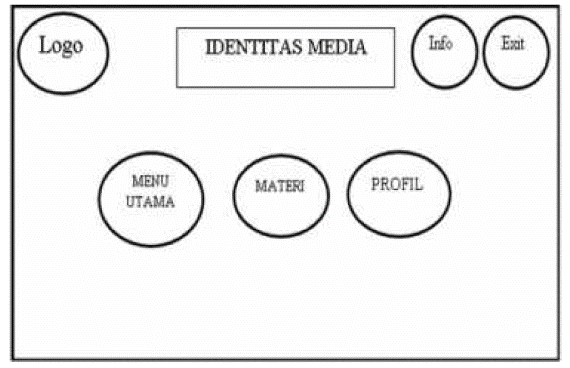 Logo
IDENTITAS MEDIA
Info
Exit
MENU
UTAMA
MATERI
PROFIL